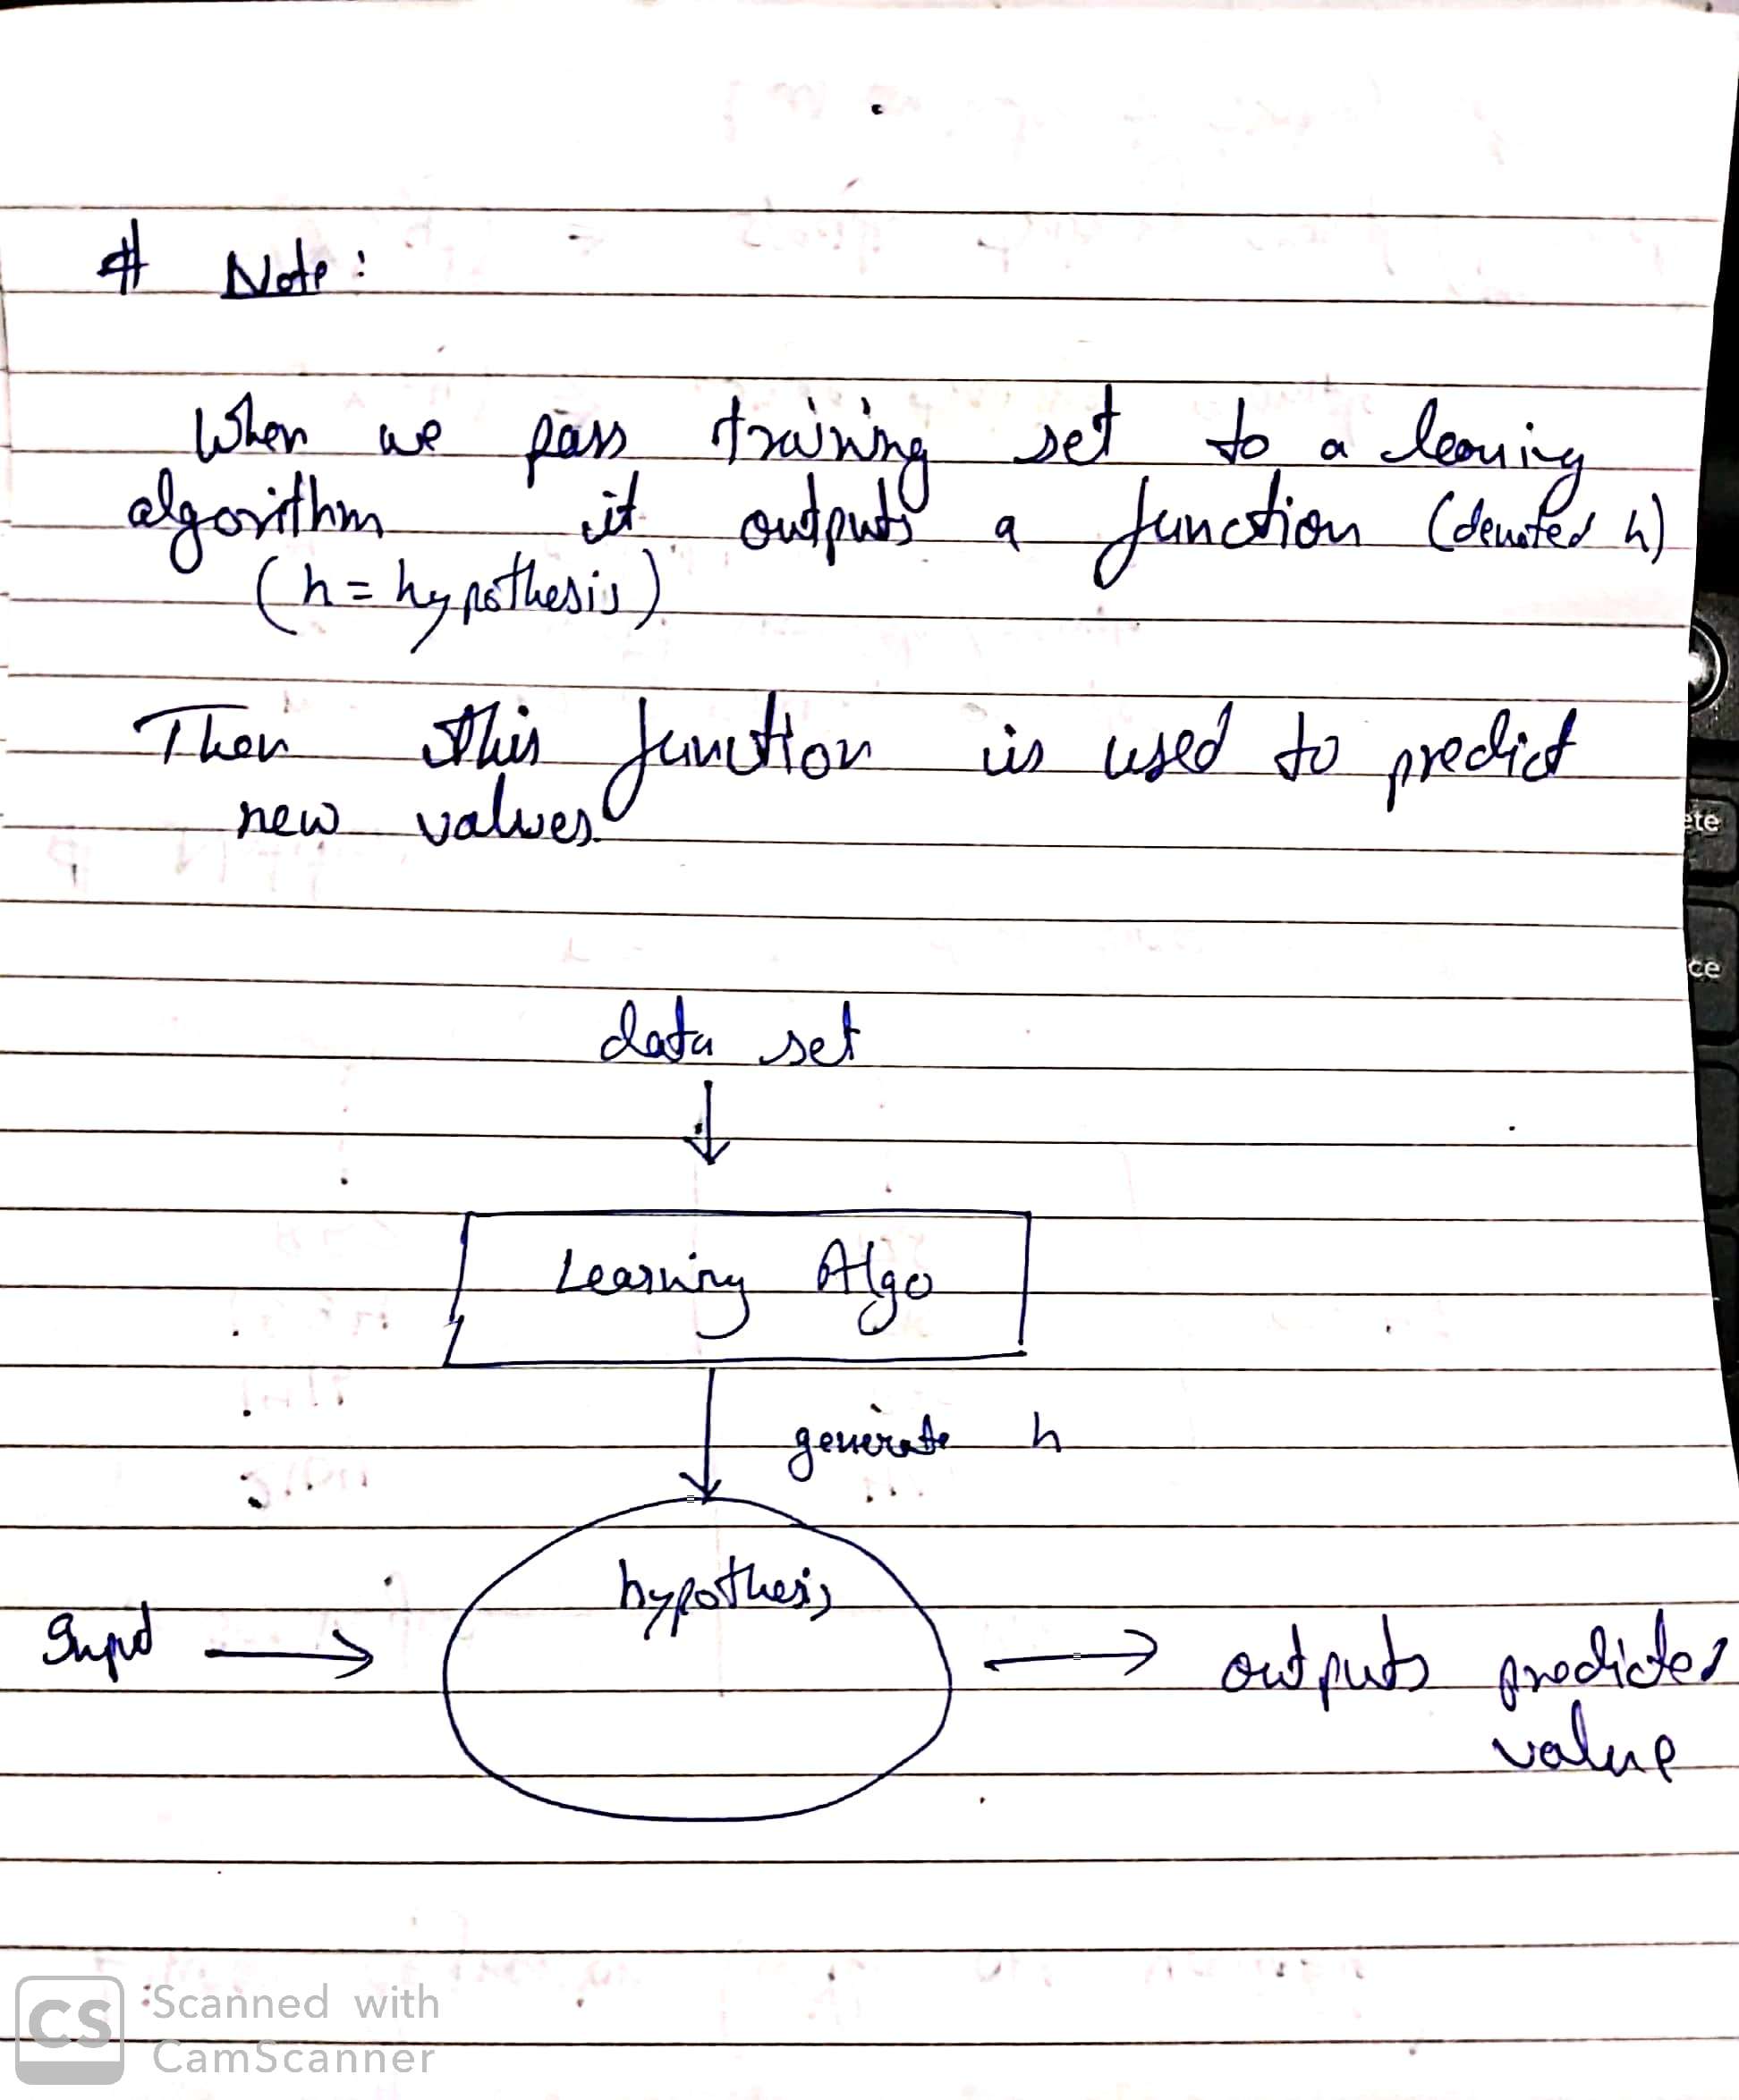 # Note :
When we pass training set to a learning
algorithm it outputs a function (denoted h)
(h = hypothesis)
Then this function is used to predict
new values.
data set
Learning Algo
generate h
hypothesis
Input
outputs predicted
value
ete
ce
CS
Scanned with
CamScanner